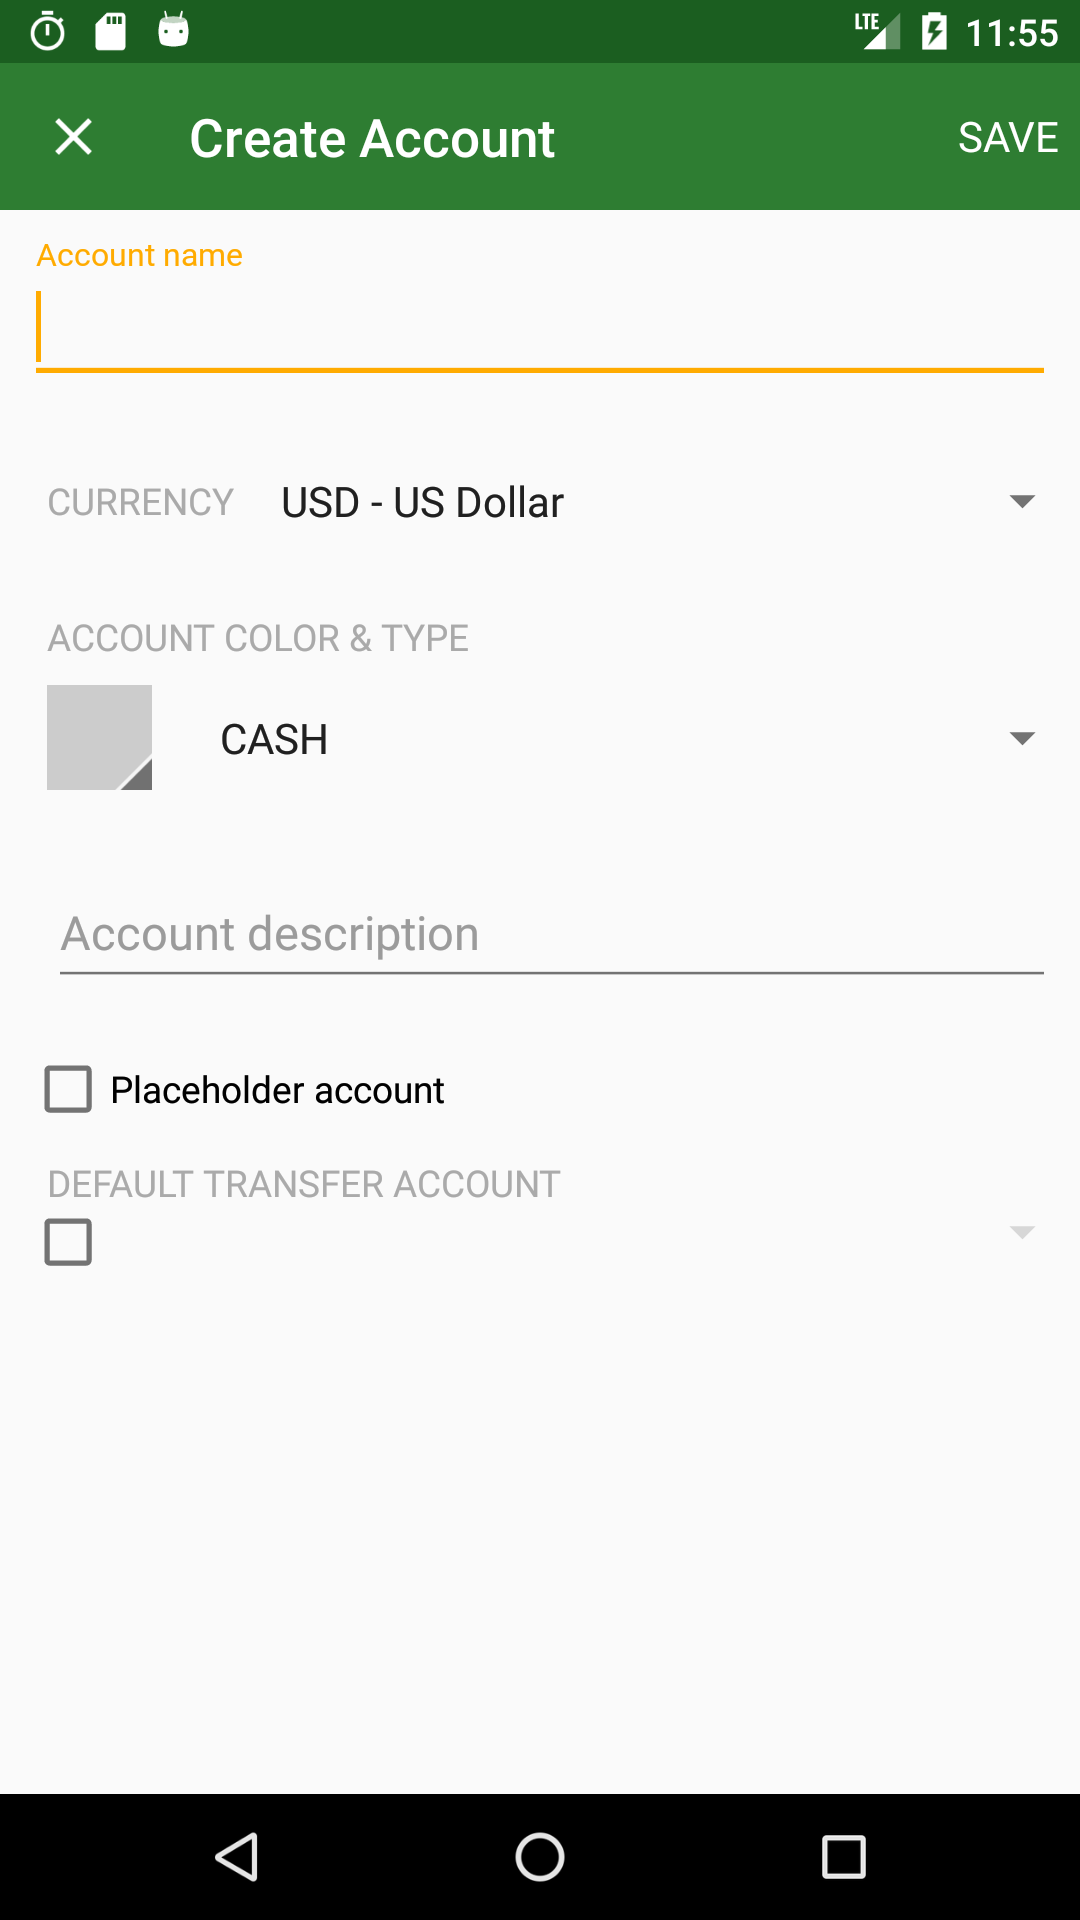 LTE 11:55
Create Account SAVE
Account name
CURRENCY USD - US Dollar
ACCOUNT COLOR & TYPE
CASH
Account description
Placeholder account
DEFAULT TRANSFER ACCOUNT